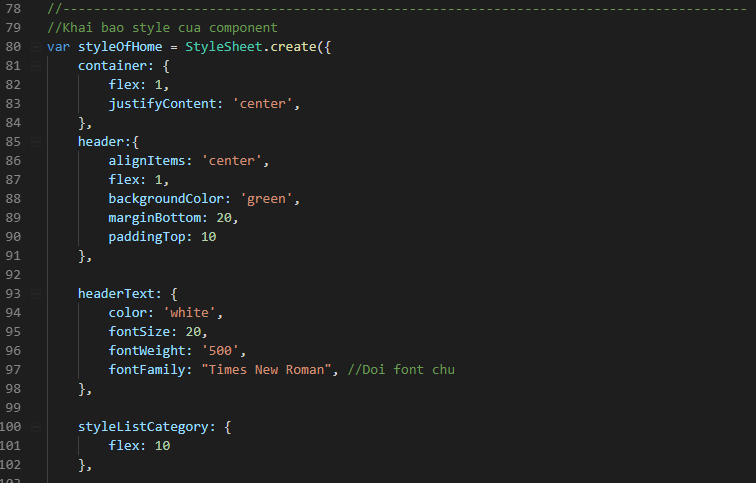 78 //-----------------------------------------------------------------------------------------
79 //Khai bao style cua component
80 var styleOfHome = StyleSheet.create({
81 container: {
82 flex: 1,
83 justifyContent: 'center',
84 },
85 header:{
86 alignItems: 'center',
87 flex: 1,
88 backgroundColor: 'green',
89 marginBottom: 20,
90 paddingTop: 10
91 },
92
93 headerText: {
94 color: 'white',
95 fontSize: 20,
96 fontWeight: '500',
97 fontFamily: "Times New Roman", //Doi font chu
98 },
99
100 styleListCategory: {
101 flex: 10
102 },